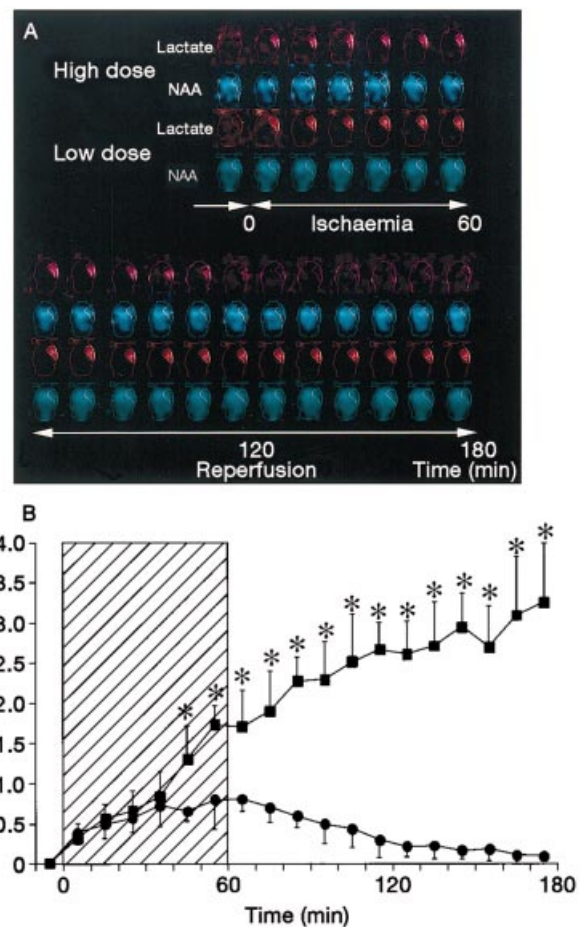 A
Lactate
High dose
NAA
Lactate
Low dose
NAA
0 Ischaemia 60
120 180
Reperfusion Time (min)
B
4.0
* * * * * * * * * * * * * *
3.5
3.0
2.5
2.0
1.5
1.0
0.5
0
0 60 120 180
Time (min)